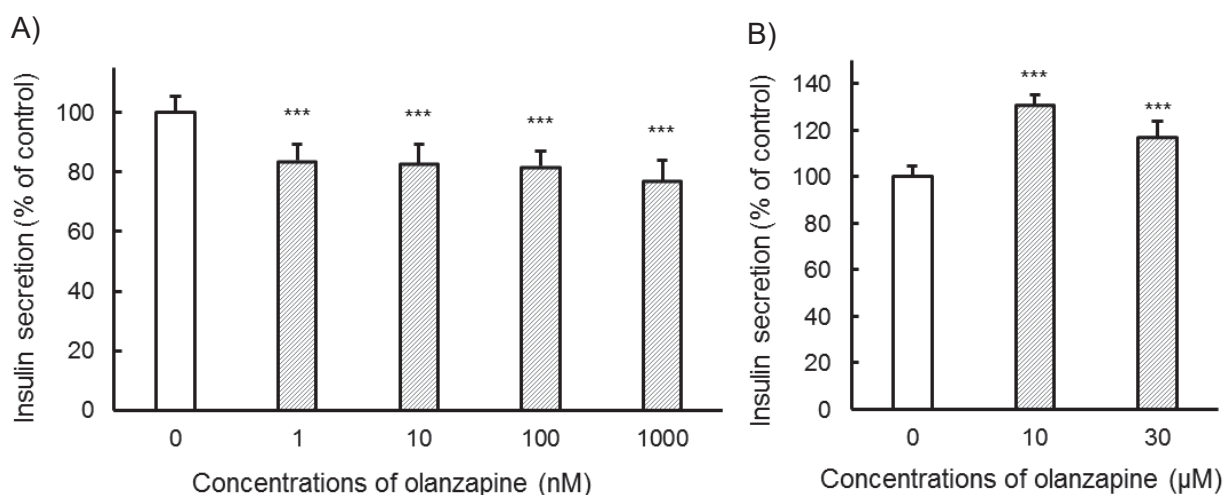 A)
Insulin secretion (% of control)
100
80
60
40
20
0
***
***
***
***
0 1 10 100 1000
Concentrations of olanzapine (nM)
B)
Insulin secretion (% of control)
140
120
100
80
60
40
20
0
***
***
0 10 30
Concentrations of olanzapine (µM)